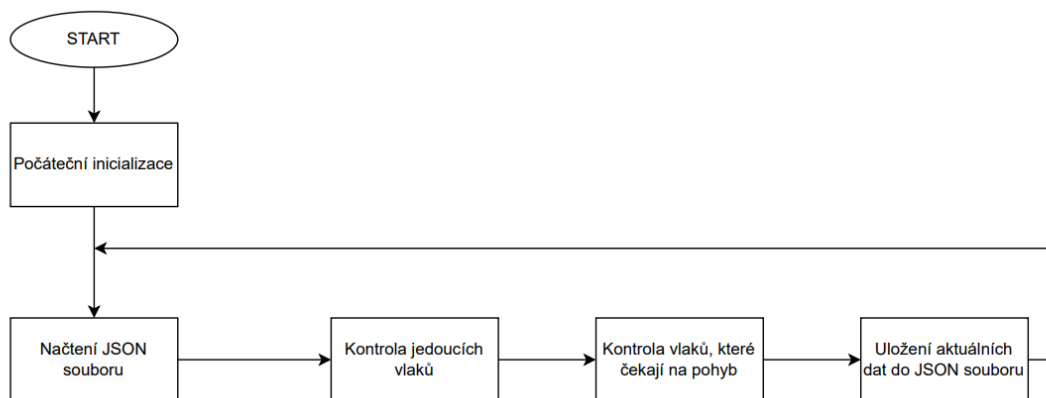 START
Počáteční inicializace
Načtení JSON
souboru
Kontrola jedoucích
vlaků
Kontrola vlaků, které
čekají na pohyb
Uložení aktuálních
dat do JSON souboru